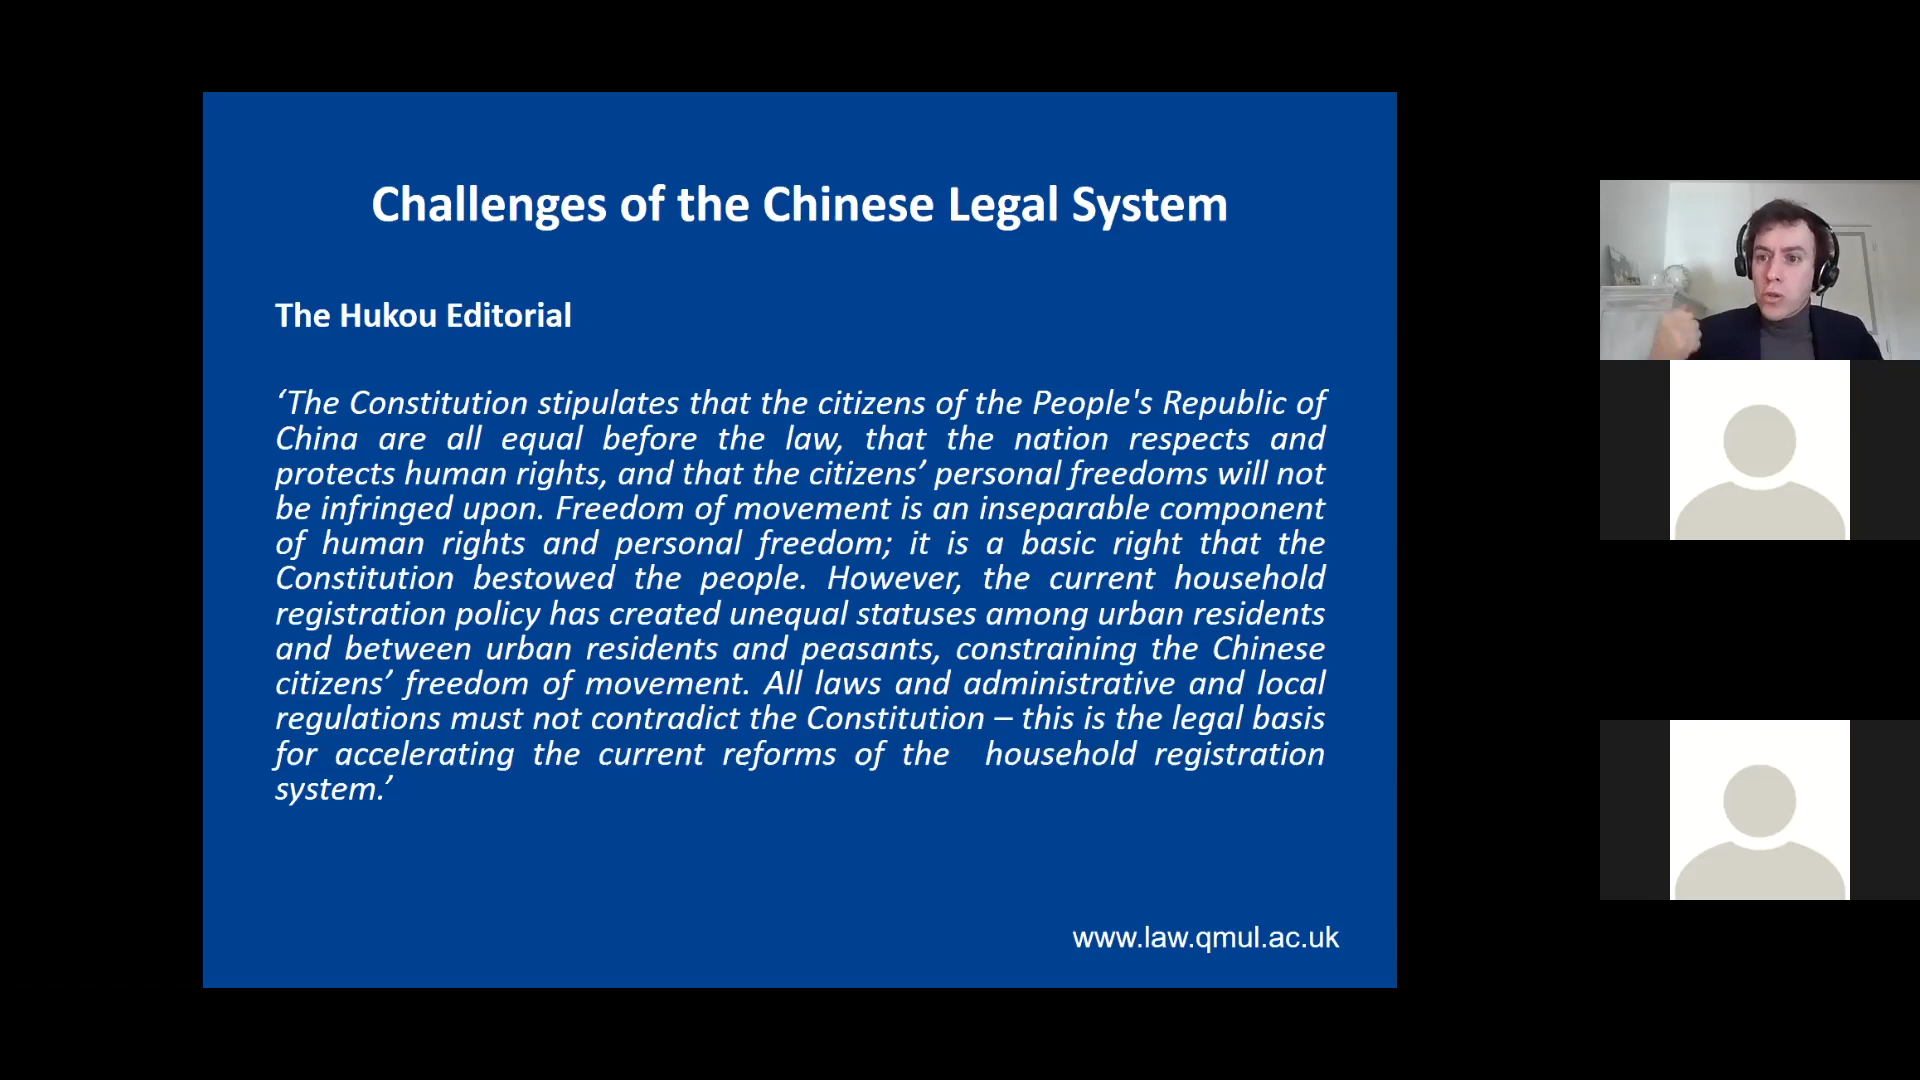 Challenges of the Chinese Legal System
The Hukou Editorial
‘The Constitution stipulates that the citizens of the People's Republic of
China are all equal before the law, that the nation respects and
protects human rights, and that the citizens’ personal freedoms will not
be infringed upon. Freedom of movement is an inseparable component
of human rights and personal freedom; it is a basic right that the
Constitution bestowed the people. However, the current household
registration policy has created unequal statuses among urban residents
and between urban residents and peasants, constraining the Chinese
citizens’ freedom of movement. All laws and administrative and local
regulations must not contradict the Constitution – this is the legal basis
for accelerating the current reforms of the  household registration
system.’
www.law.qmul.ac.uk